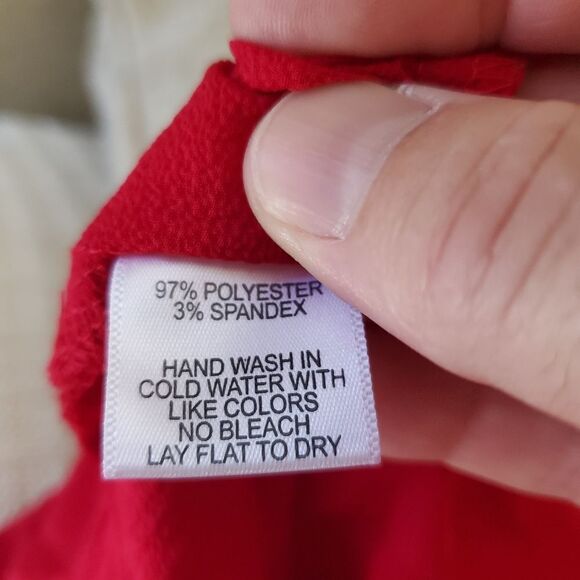 97% POLYESTER
3% SPANDEX
HAND WASH IN
COLD WATER WITH
LIKE COLORS
NO BLEACH
LAY FLAT TO DRY